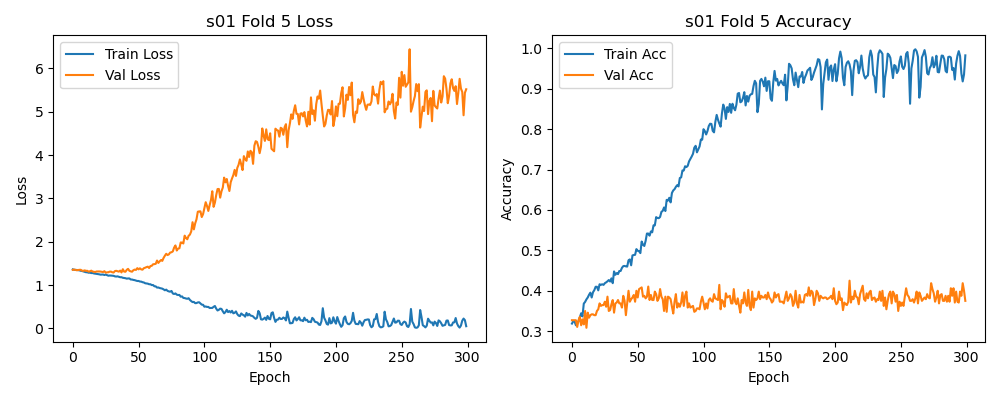 s01 Fold 5 Loss
Train Loss
Val Loss
Loss
6
5
4
3
2
1
0
0 50 100 150 200 250 300
Epoch
s01 Fold 5 Accuracy
Train Acc
Val Acc
Accuracy
1.0
0.9
0.8
0.7
0.6
0.5
0.4
0.3
0 50 100 150 200 250 300
Epoch